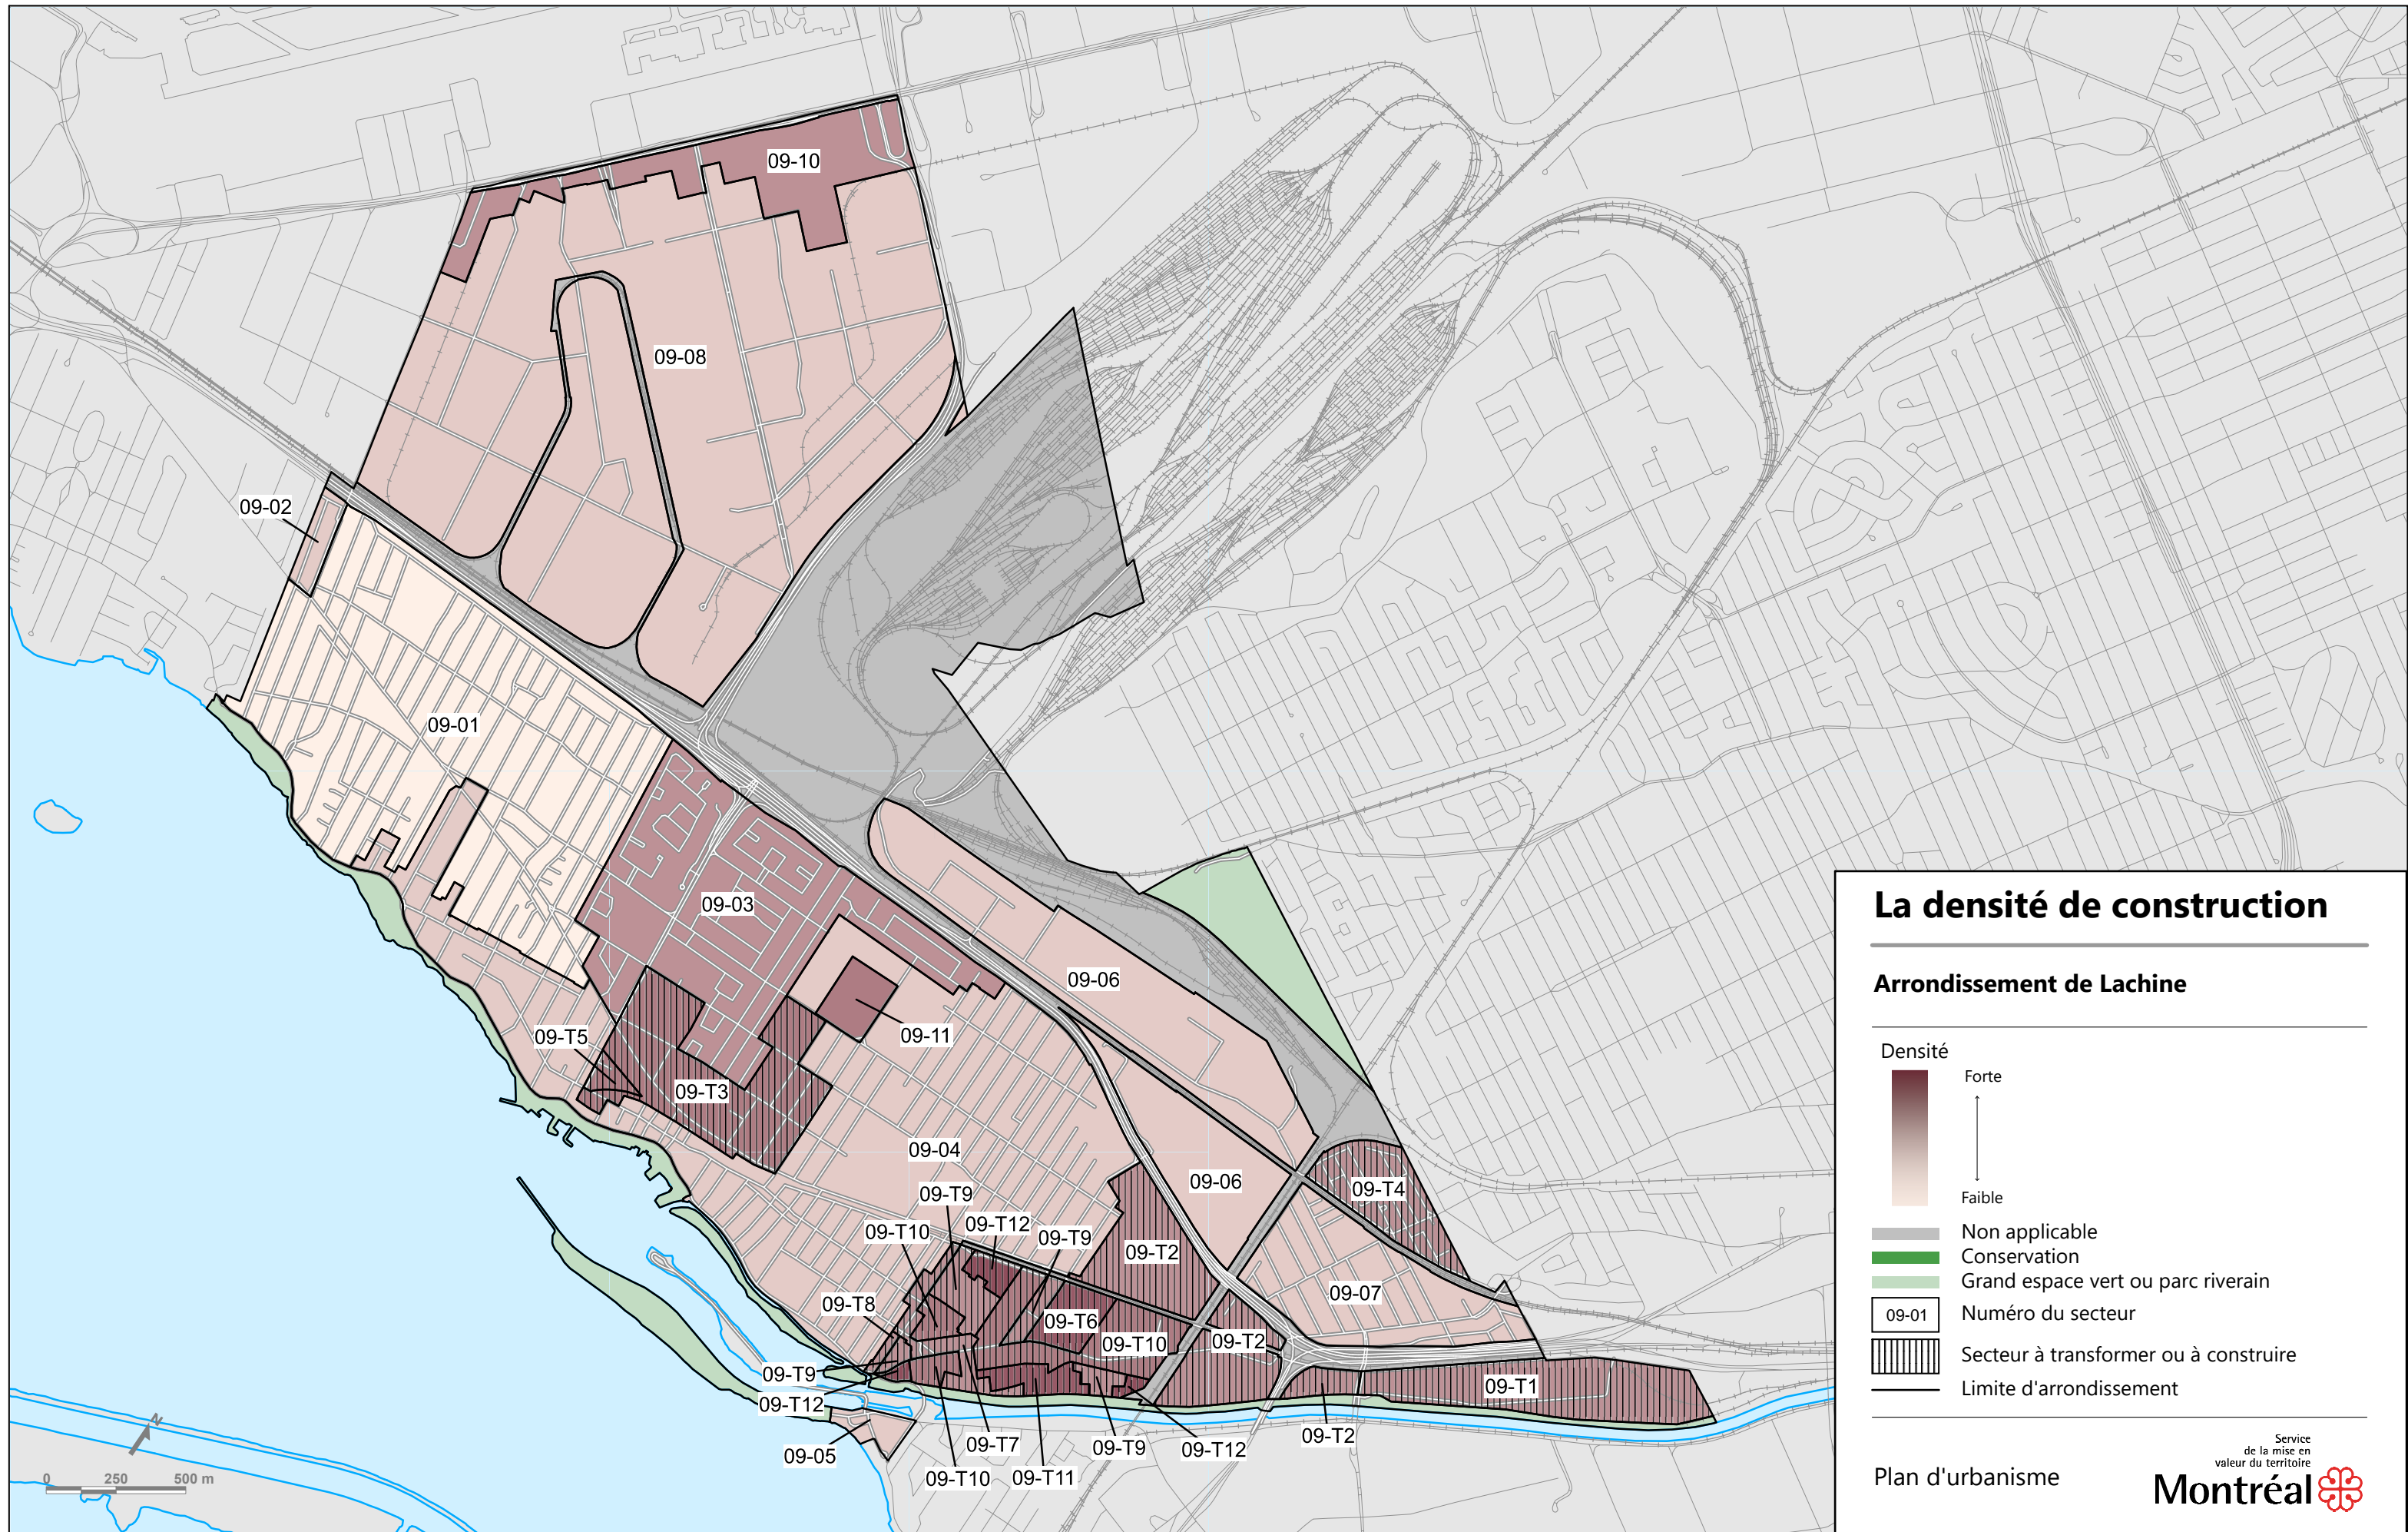 09-10
09-08
09-02
09-01
09-03
09-06
09-11
09-T5
09-T3
09-04
09-06
09-T4
09-T9
09-T12
09-T10
09-T9
09-T2
09-07
09-T8
09-T6
09-T10
09-T2
09-T9
09-T1
09-T12
09-05
09-T7
09-T9
09-T12
09-T2
09-T10
09-T11
N
0 250 500 m
La densité de construction
Arrondissement de Lachine
Densité
Forte
Faible
Non applicable
Conservation
Grand espace vert ou parc riverain
09-01 Numéro du secteur
Secteur à transformer ou à construire
Limite d'arrondissement
Plan d'urbanisme
Service
de la mise en
valeur du territoire
Montréal